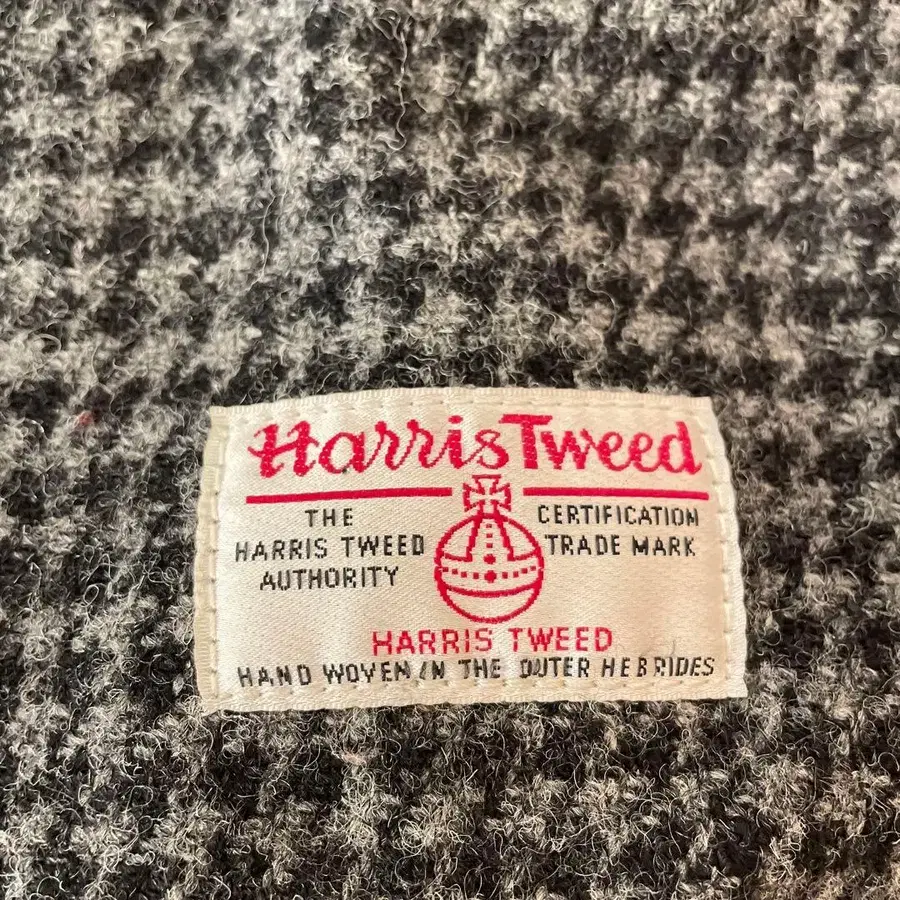 Harris Tweed
THE
HARRIS TWEED
AUTHORITY
CERTIFICATION
TRADE MARK
HARRIS TWEED
HAND WOVEN IN THE OUTER HEBRIDES